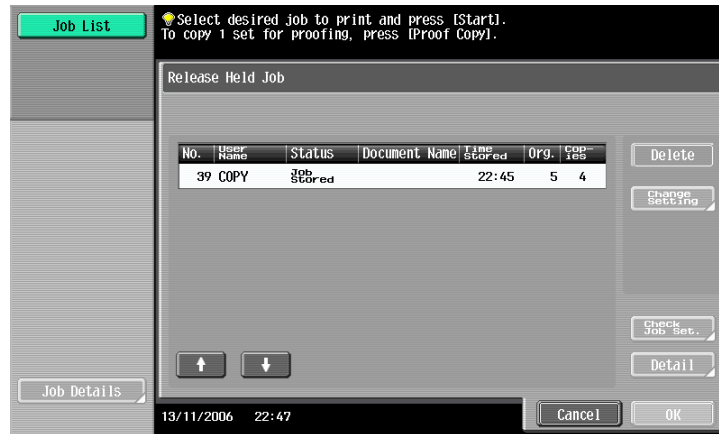 Job List
Select desired job to print and press [Start].
To copy 1 set for proofing, press [Proof Copy].
Release Held Job
No. User Name Status Document Name Time Stored Org. Cop-ies
39 COPY Job Stored 22:45 5 4
Delete
Change Setting
Check Job Set.
Detail
Job Details
13/11/2006 22:47
Cancel
OK